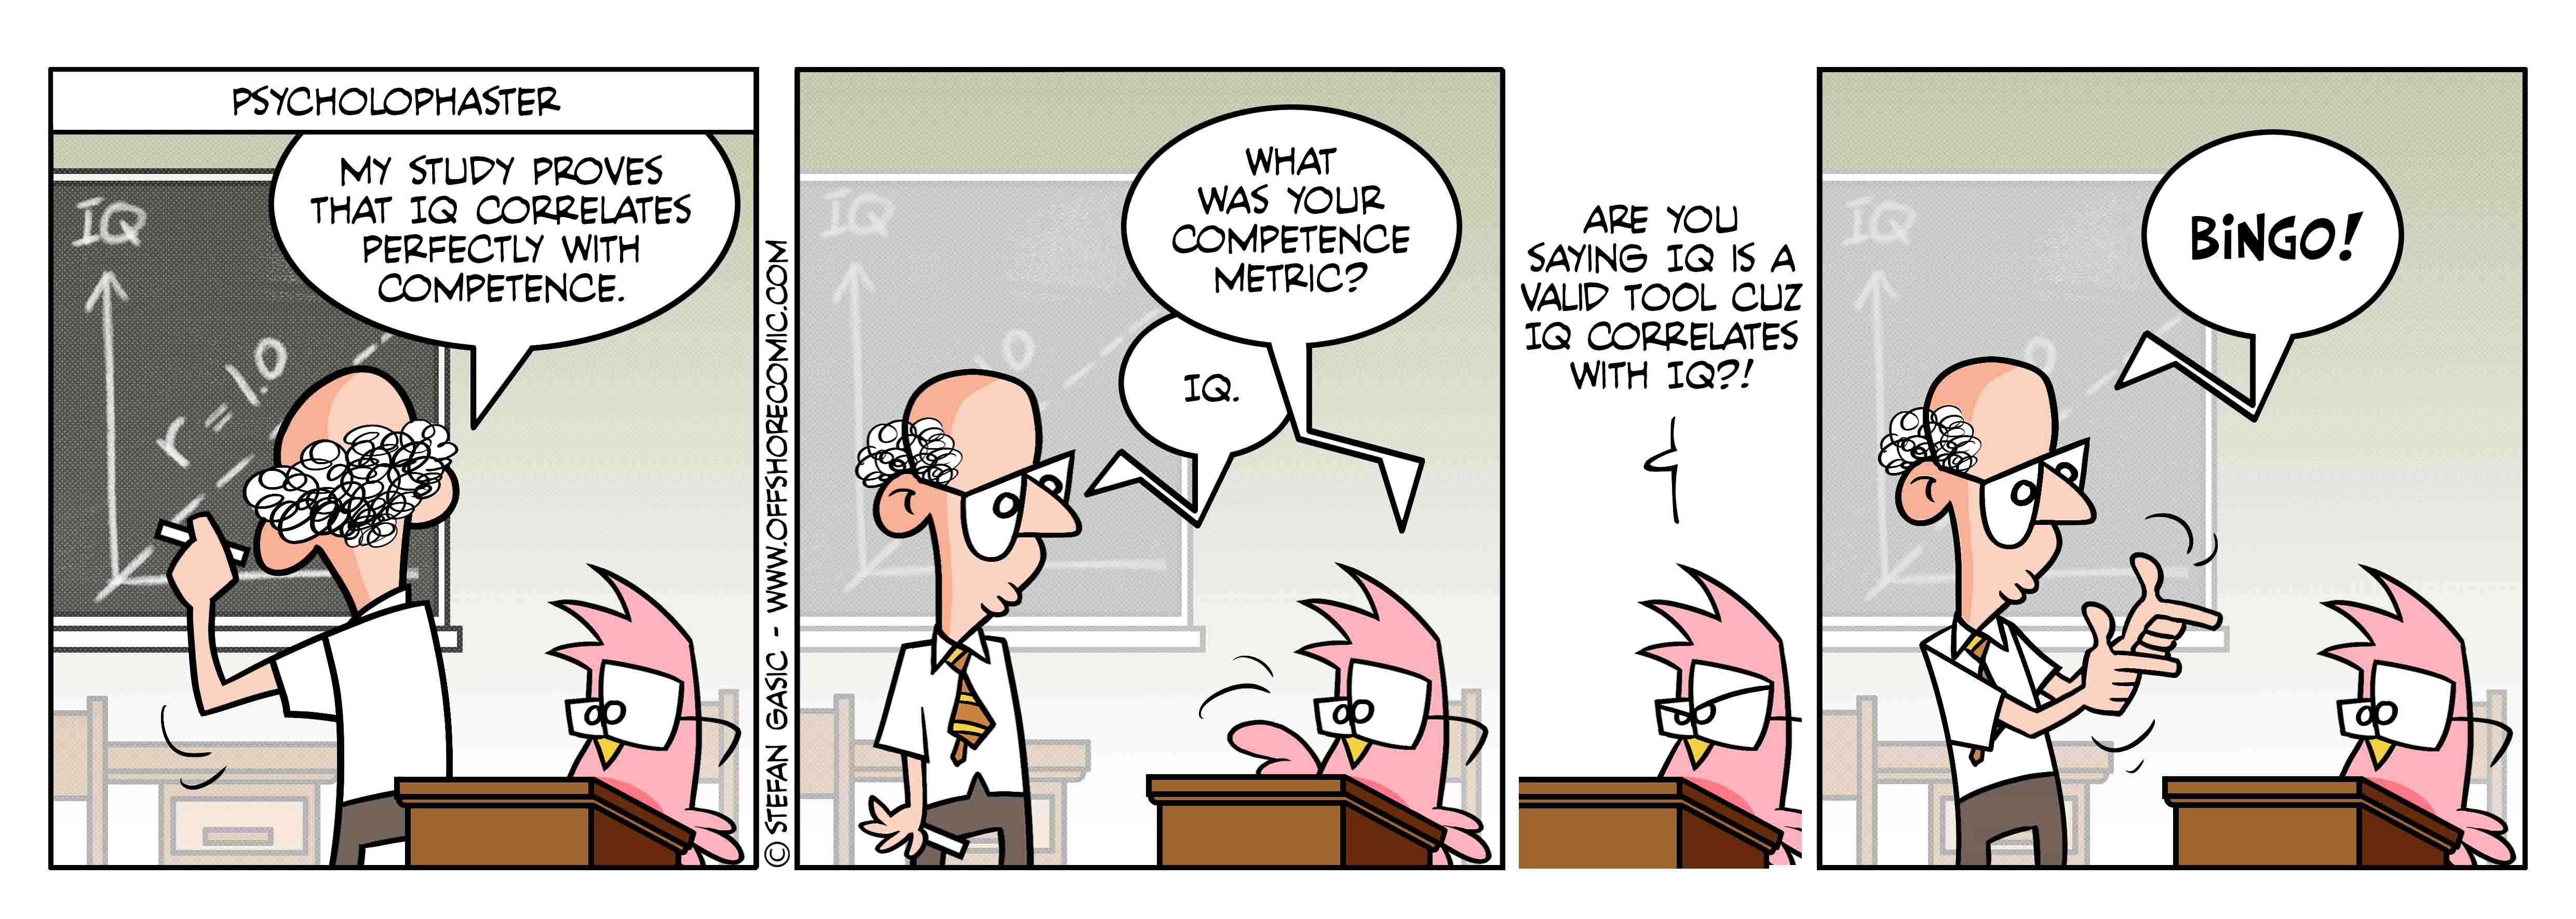 PSYCHOLOPHASTER
MY STUDY PROVES
THAT IQ CORRELATES
PERFECTLY WITH
COMPETENCE.
IQ
r = 1.0
© STEFAN GASIC - WWW.OFFSHORECOMIC.COM
WHAT
WAS YOUR
COMPETENCE
METRIC?
IQ.
IQ
0
ARE YOU
SAYING IQ IS A
VALID TOOL CUZ
IQ CORRELATES
WITH IQ?!
BiNGO!
IQ
0